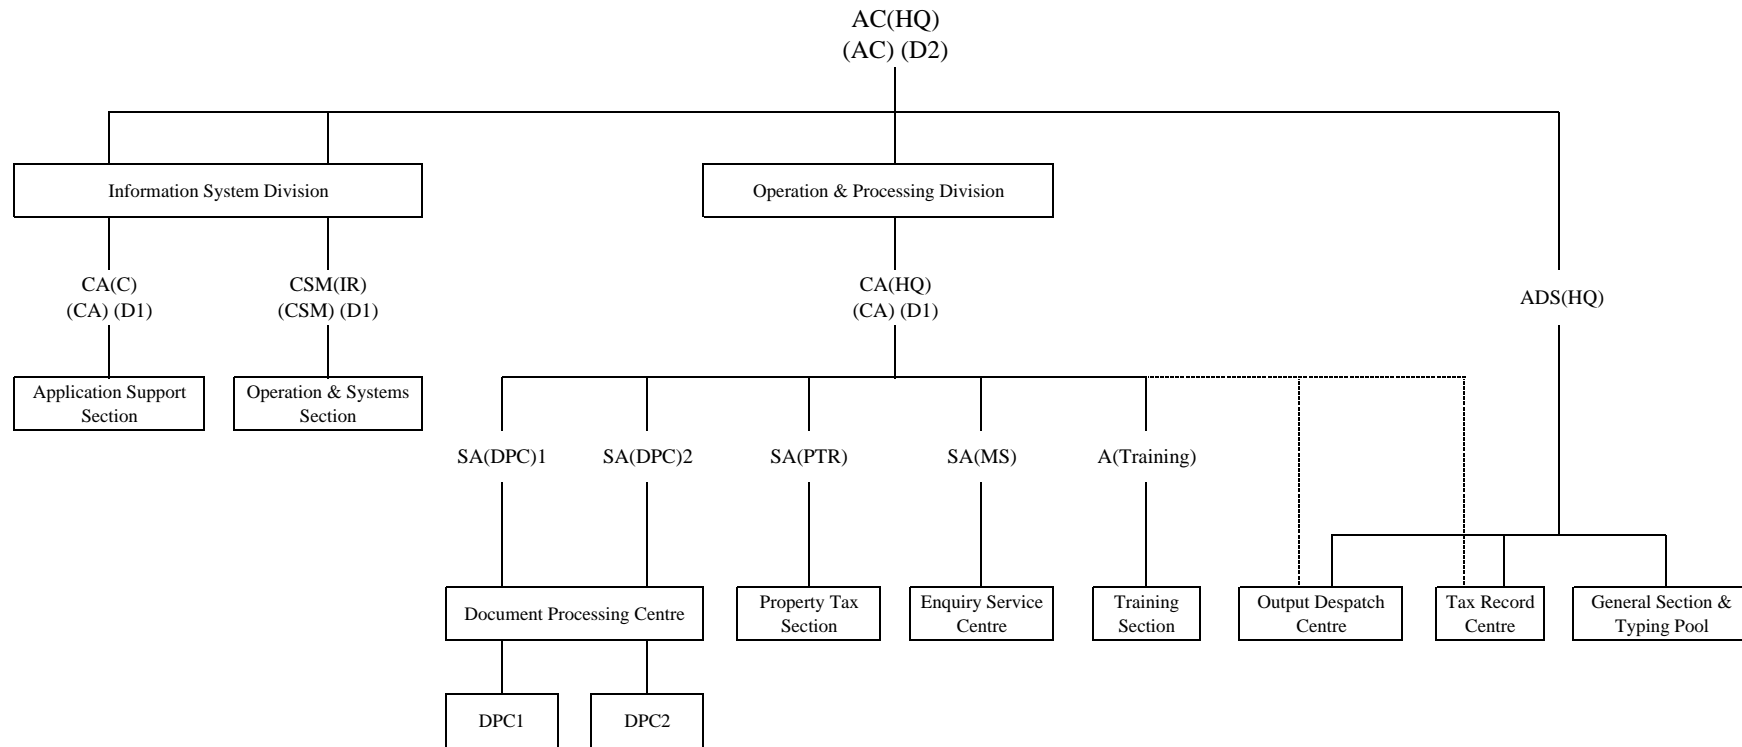 AC(HQ)
(AC) (D2)
Information System Division
Operation & Processing Division
CA(C)
(CA) (D1)
CSM(IR)
(CSM) (D1)
CA(HQ)
(CA) (D1)
ADS(HQ)
Application Support
Section
Operation & Systems
Section
SA(DPC)1
SA(DPC)2
SA(PTR)
SA(MS)
A(Training)
Document Processing Centre
Property Tax
Section
Enquiry Service
Centre
Training
Section
Output Despatch
Centre
Tax Record
Centre
General Section &
Typing Pool
DPC1
DPC2